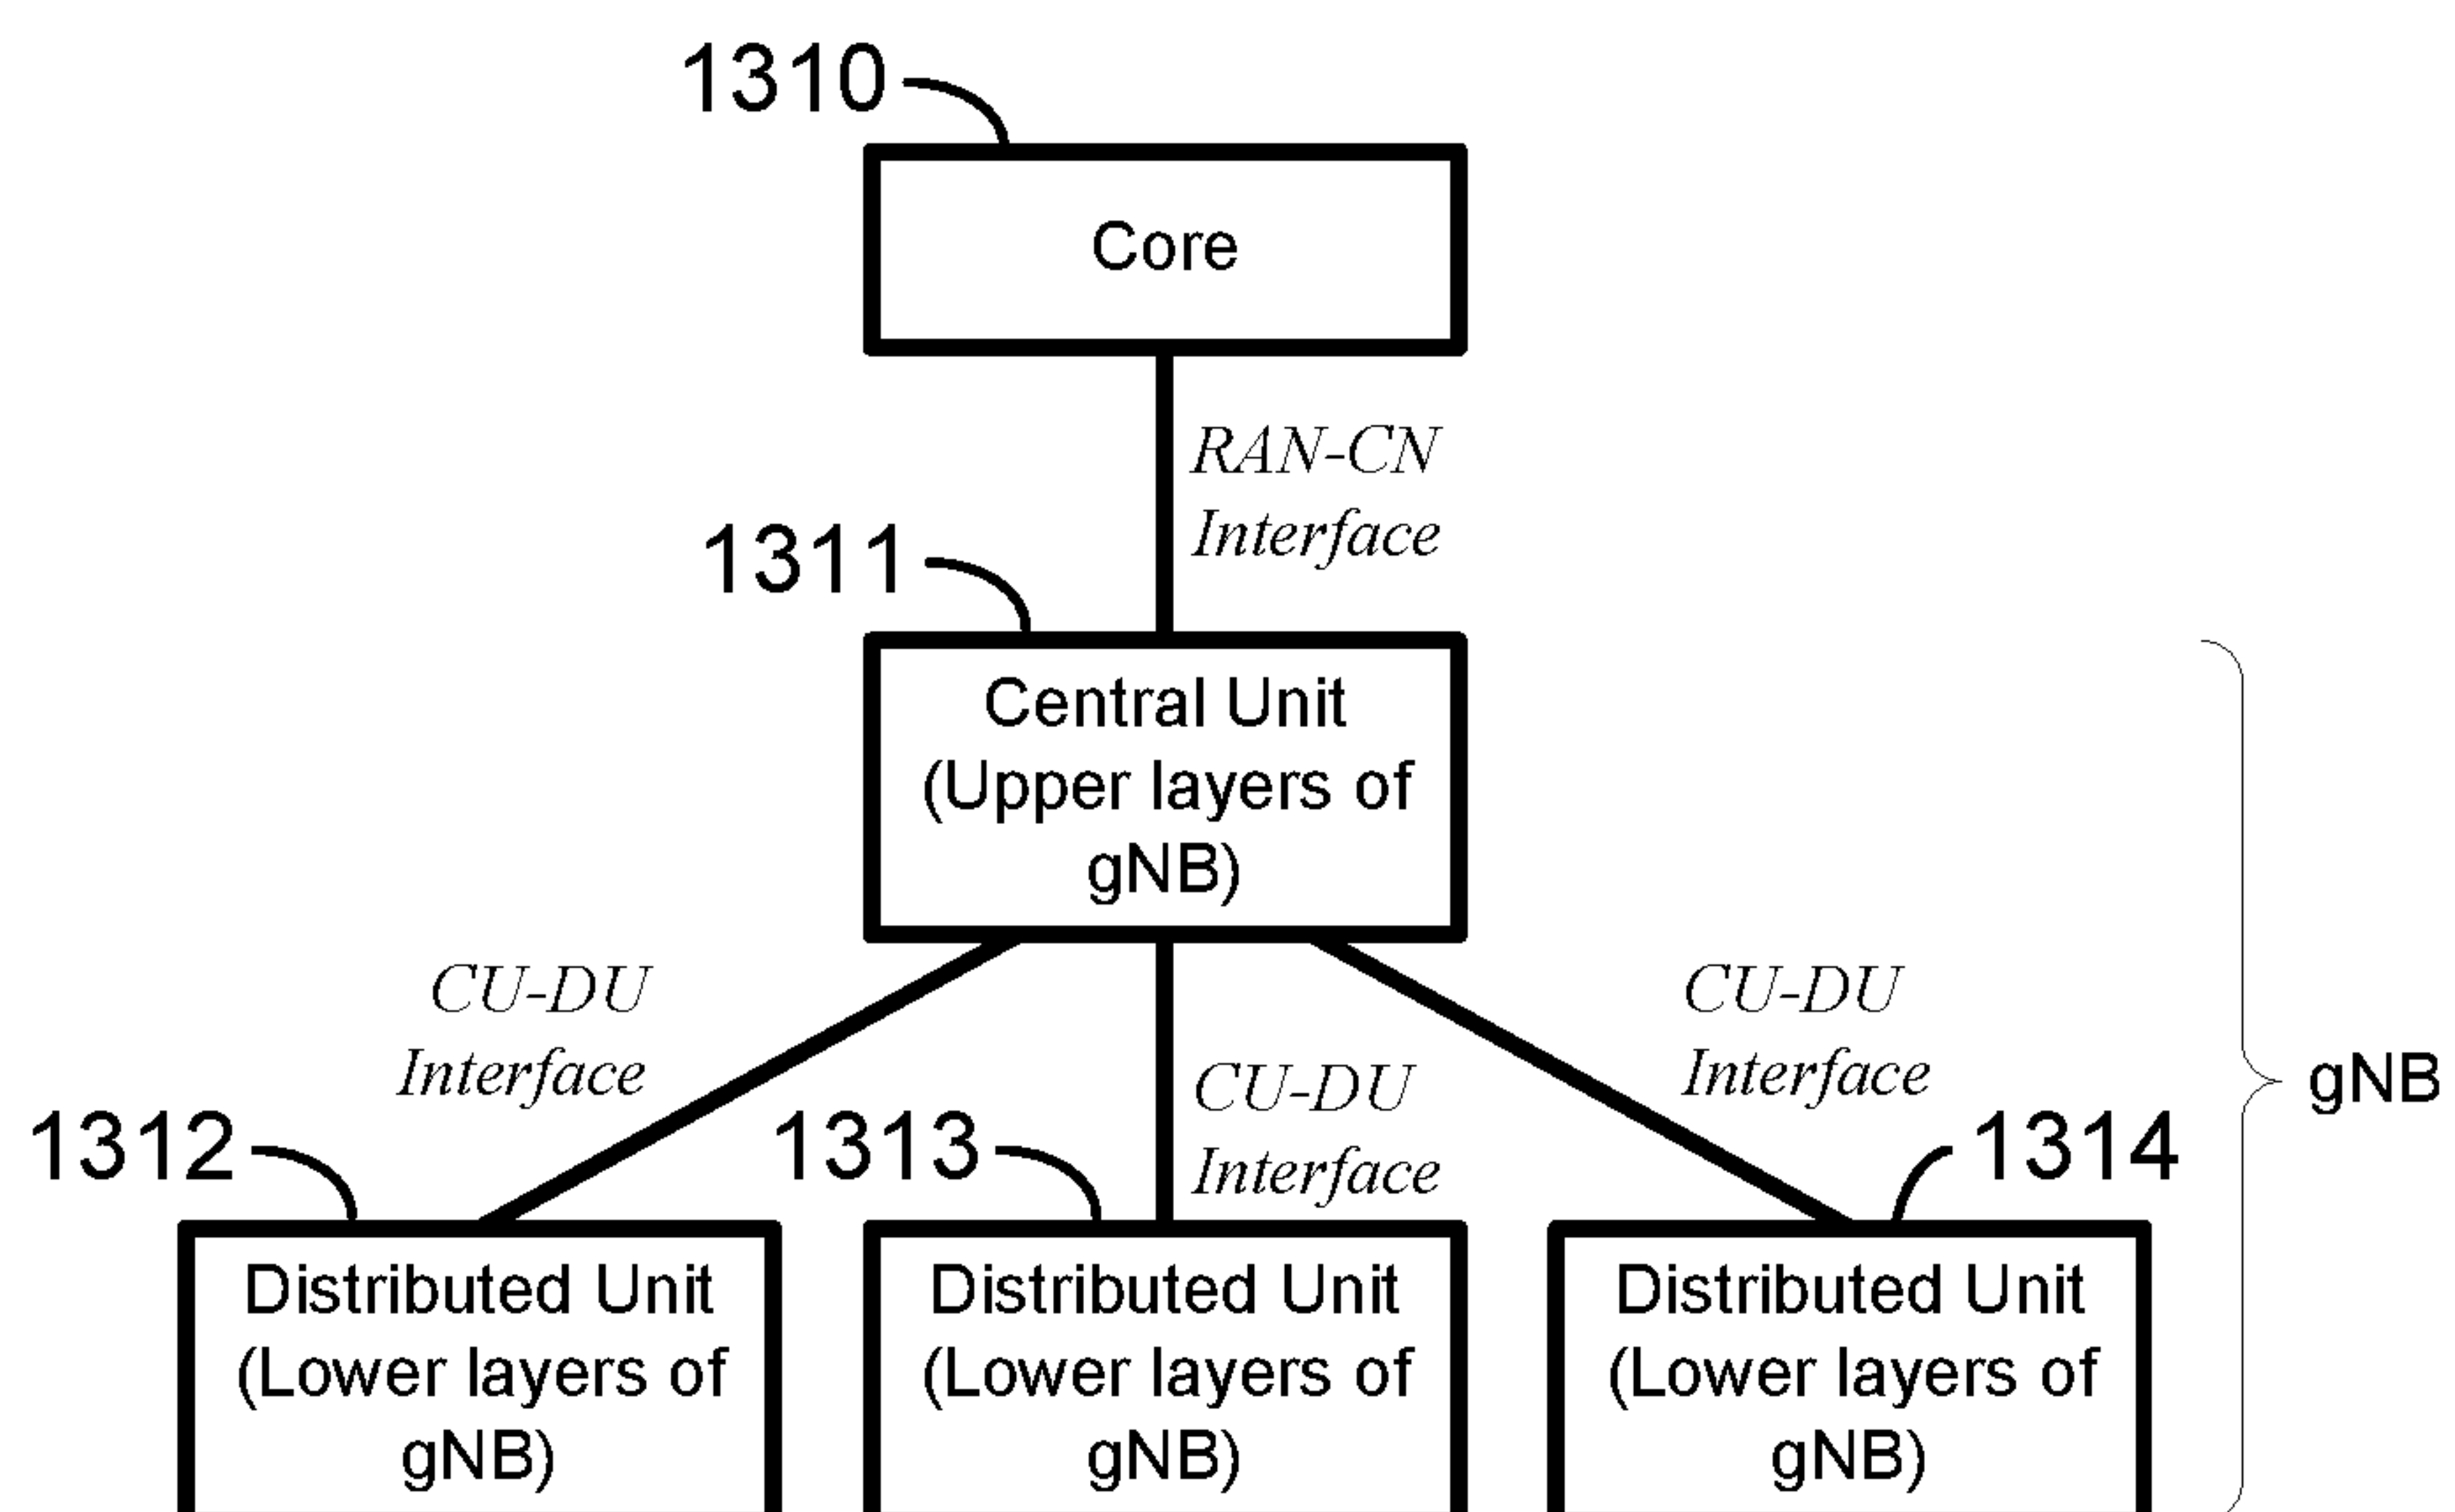 1310
Core
RAN-CN
Interface
1311
Central Unit
(Upper layers of
gNB)
CU-DU
Interface
CU-DU
Interface
CU-DU
Interface
gNB
1312
1313
1314
Distributed Unit
(Lower layers of
gNB)
Distributed Unit
(Lower layers of
gNB)
Distributed Unit
(Lower layers of
gNB)